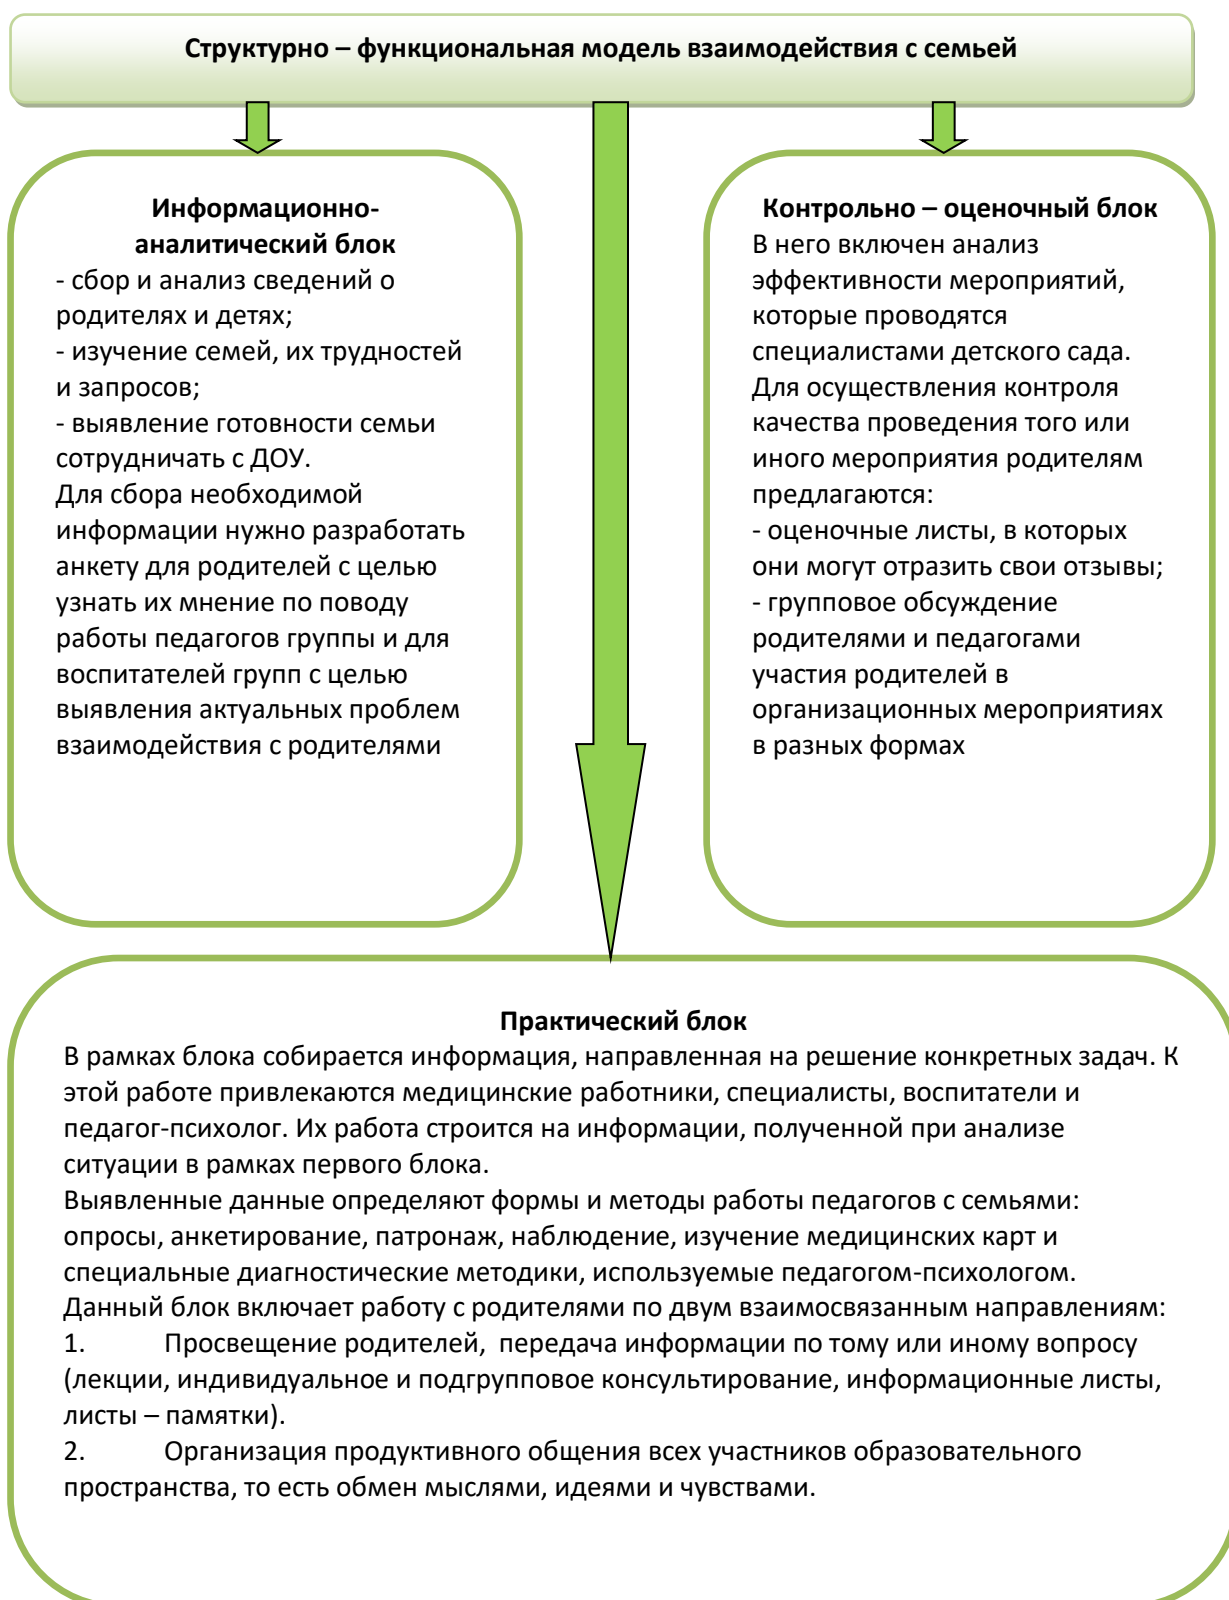 Структурно – функциональная модель взаимодействия с семьей
Информационно-
аналитический блок
- сбор и анализ сведений о
родителях и детях;
- изучение семей, их трудностей
и запросов;
- выявление готовности семьи
сотрудничать с ДОУ.
Для сбора необходимой
информации нужно разработать
анкету для родителей с целью
узнать их мнение по поводу
работы педагогов группы и для
воспитателей групп с целью
выявления актуальных проблем
взаимодействия с родителями
Контрольно – оценочный блок
В него включен анализ
эффективности мероприятий,
которые проводятся
специалистами детского сада.
Для осуществления контроля
качества проведения того или
иного мероприятия родителям
предлагаются:
- оценочные листы, в которых
они могут отразить свои отзывы;
- групповое обсуждение
родителями и педагогами
участия родителей в
организационных мероприятиях
в разных формах
Практический блок
В рамках блока собирается информация, направленная на решение конкретных задач. К
этой работе привлекаются медицинские работники, специалисты, воспитатели и
педагог-психолог. Их работа строится на информации, полученной при анализе
ситуации в рамках первого блока.
Выявленные данные определяют формы и методы работы педагогов с семьями:
опросы, анкетирование, патронаж, наблюдение, изучение медицинских карт и
специальные диагностические методики, используемые педагогом-психологом.
Данный блок включает работу с родителями по двум взаимосвязанным направлениям:
1. Просвещение родителей, передача информации по тому или иному вопросу
(лекции, индивидуальное и подгрупповое консультирование, информационные листы,
листы – памятки).
2. Организация продуктивного общения всех участников образовательного
пространства, то есть обмен мыслями, идеями и чувствами.